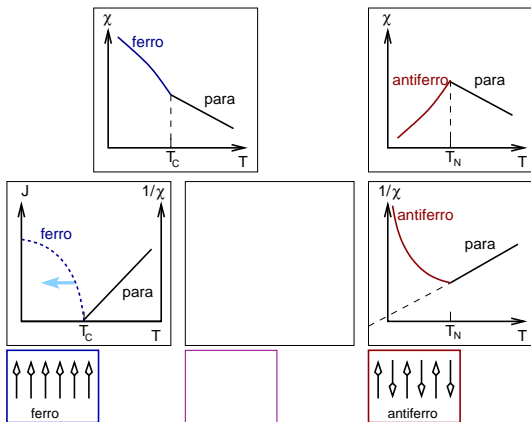 χ
ferro
para
T_C
T
χ
antiferro
para
T_N
T
J
1/χ
ferro
para
T_C
T
1/χ
antiferro
para
T_N
T
ferro
antiferro